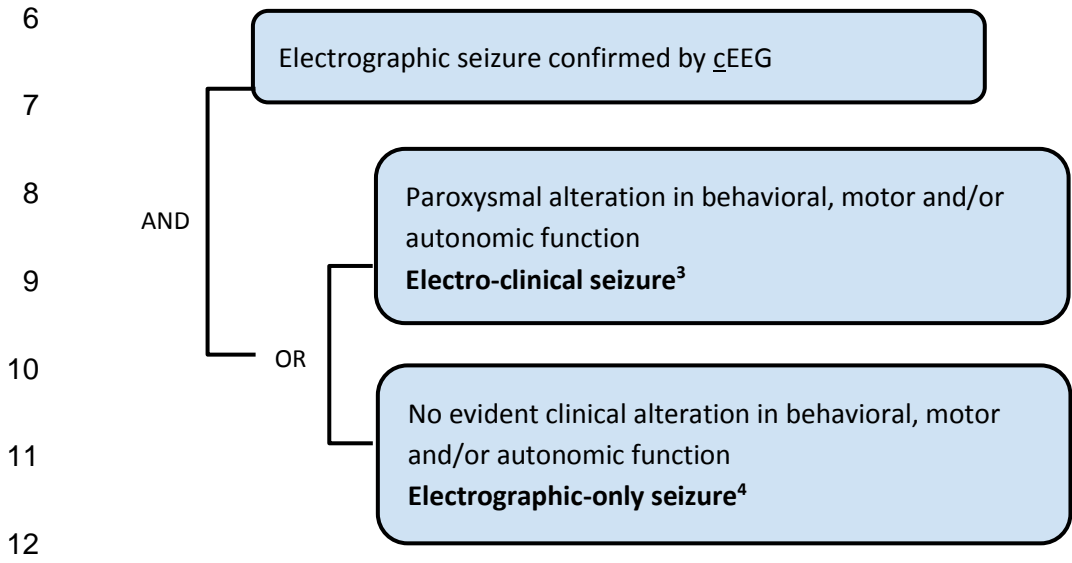 6
Electrographic seizure confirmed by cEEG
7
8
Paroxysmal alteration in behavioral, motor and/or
AND
autonomic function
9
Electro-clinical seizure³
10
OR
No evident clinical alteration in behavioral, motor
11
and/or autonomic function
Electrographic-only seizure⁴
12